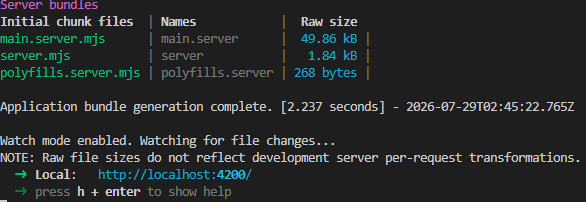 Server bundles
Initial chunk files | Names | Raw size
main.server.mjs | main.server | 49.86 kB |
server.mjs | server | 1.84 kB |
polyfills.server.mjs | polyfills.server | 268 bytes |
Application bundle generation complete. [2.237 seconds] - 2026-07-29T02:45:22.765Z
Watch mode enabled. Watching for file changes...
NOTE: Raw file sizes do not reflect development server per-request transformations.
➜ Local: http://localhost:4200/
➜ press h + enter to show help